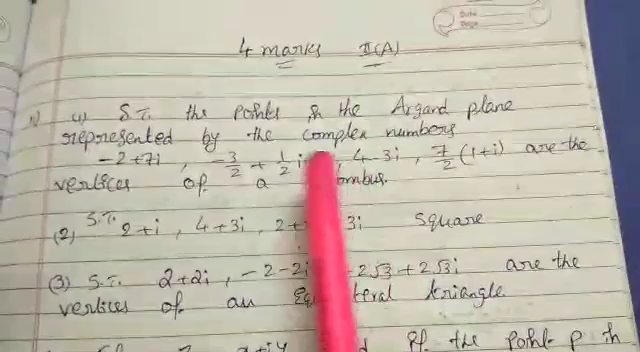 4 marks II(A)
1) (1) S.T. the points in the Argand plane
represented by the complex numbers
-2+7i , -3/2 + 1/2 i , 4-3i , 7/2 (1+i) are the
vertices of a
(2) S.T. 2+i , 4+3i , 2+ 3i square
(3) S.T. 2+2i , -2-2i 2√3+2√3i are the
vertices of an triangle.
If the point P in